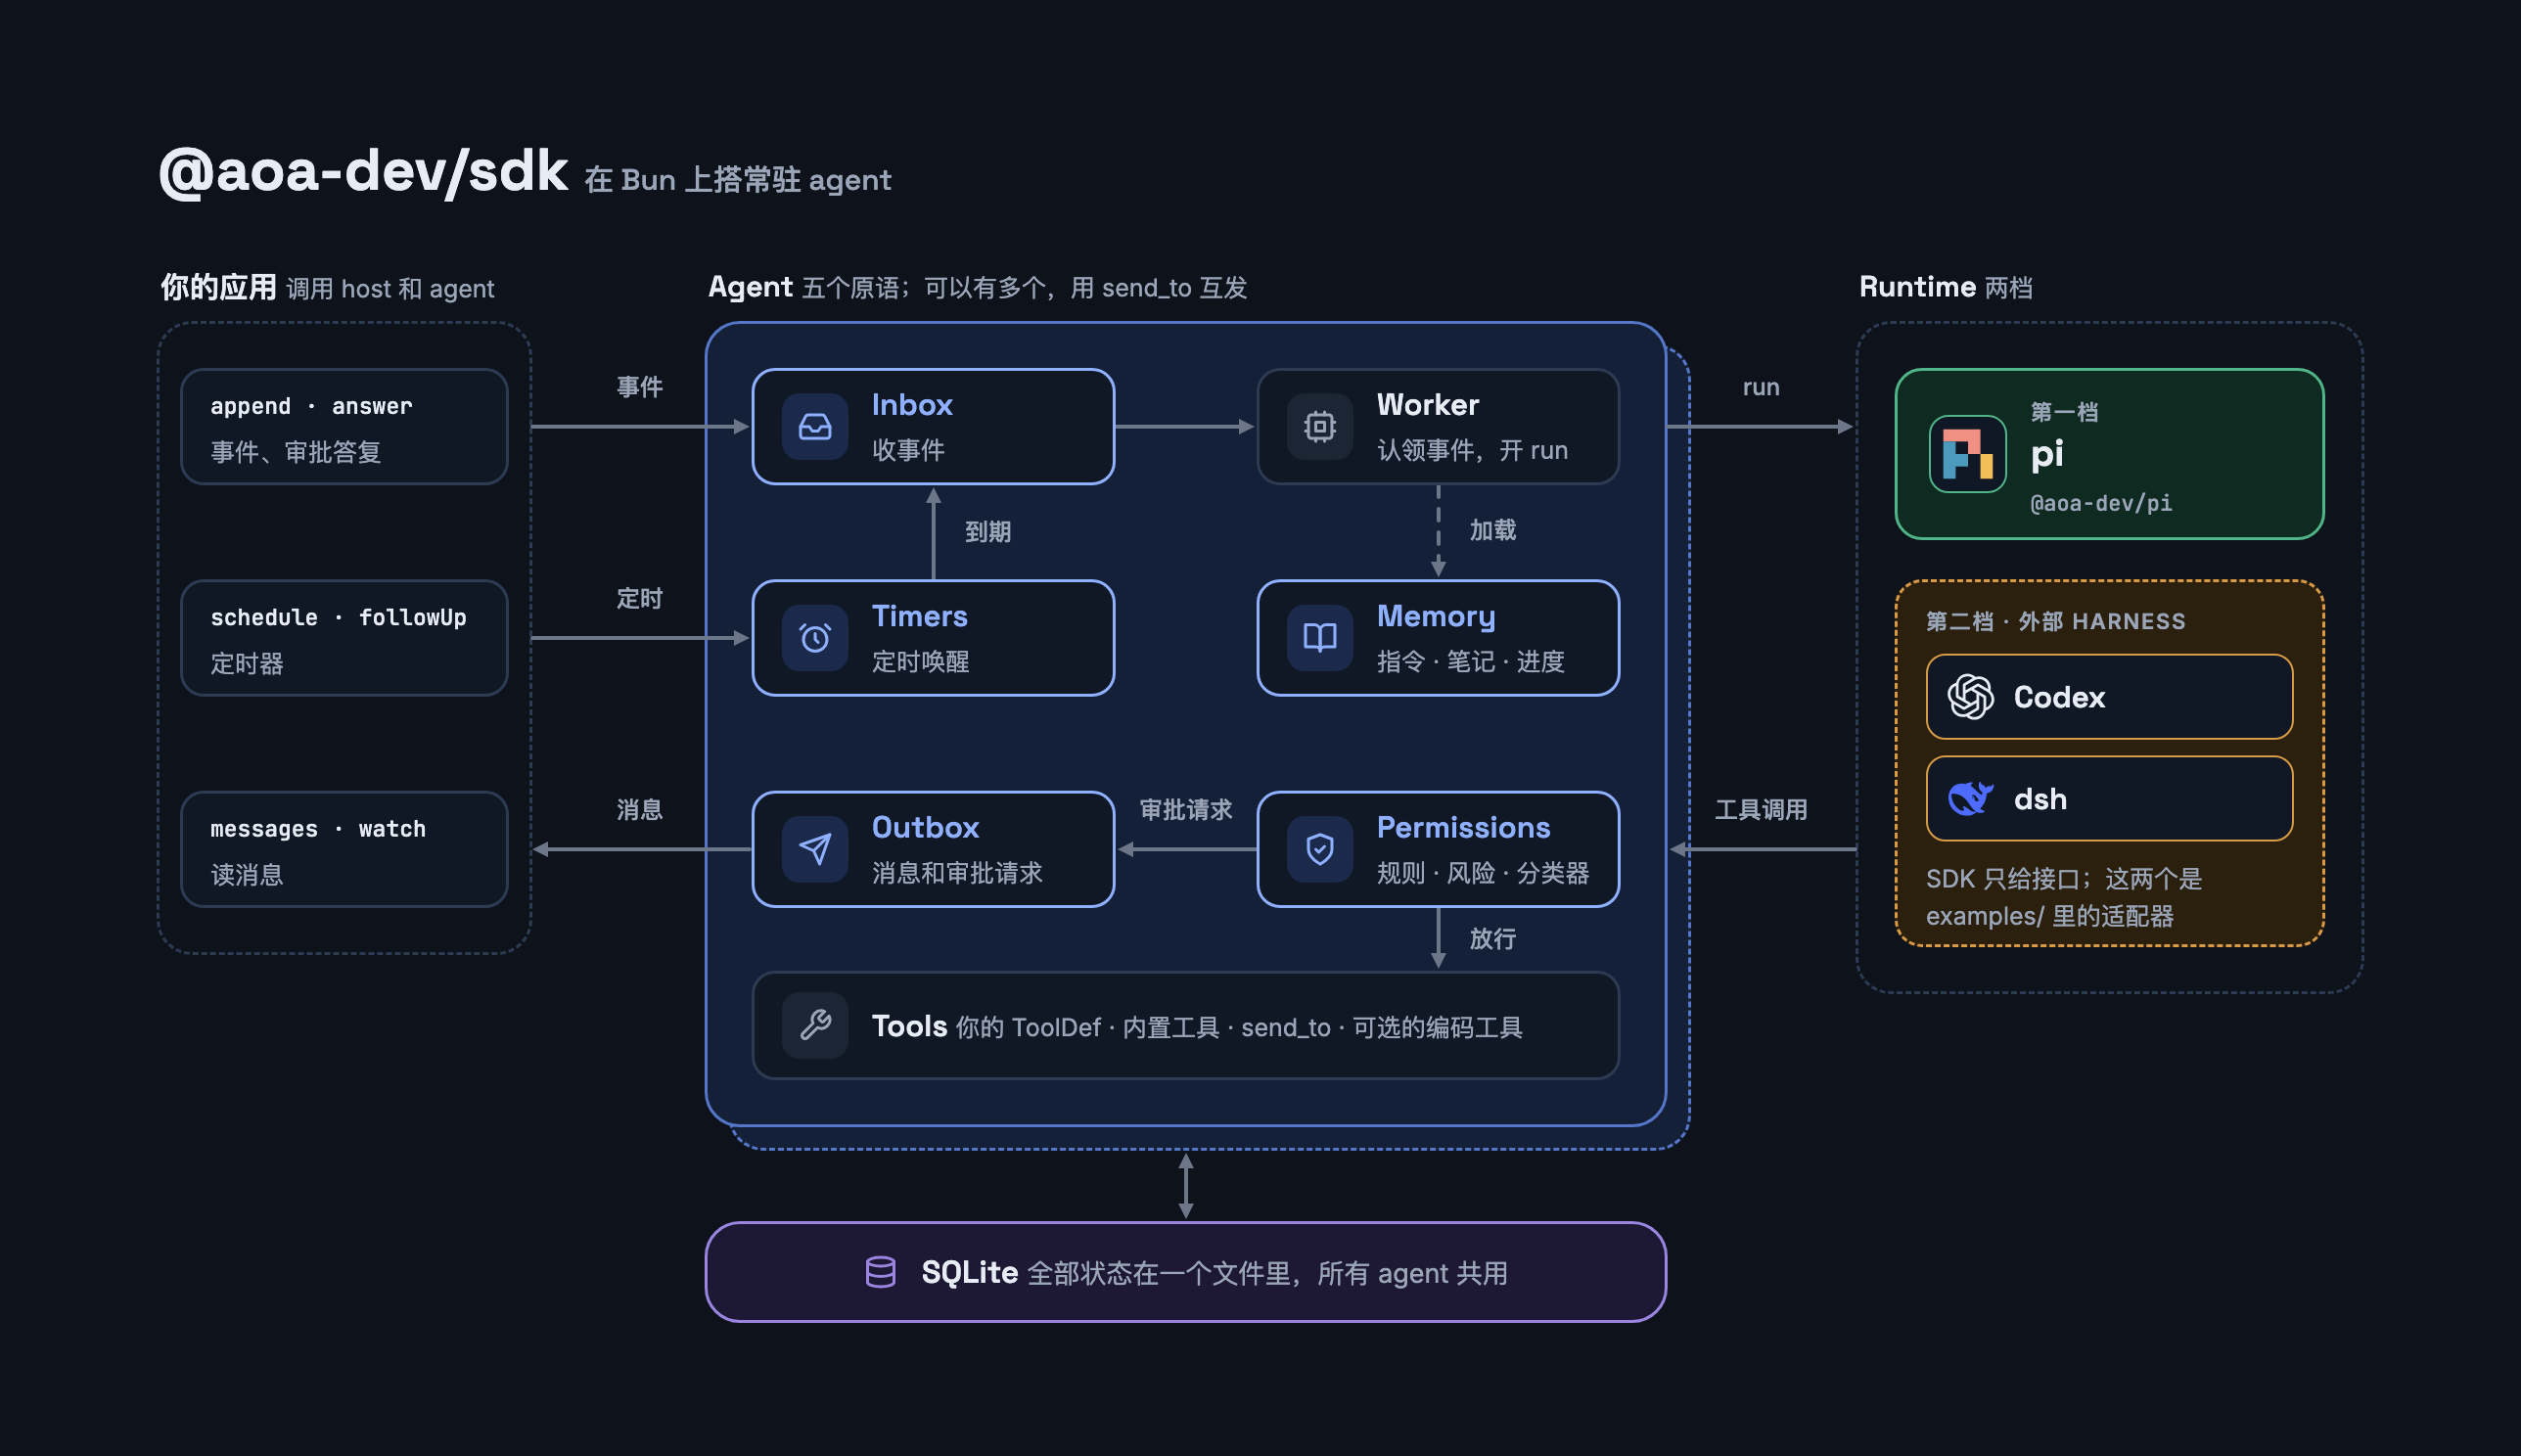 @aoa-dev/sdk 在 Bun 上搭常驻 agent
你的应用 调用 host 和 agent
append · answer
事件、审批答复
schedule · followUp
定时器
messages · watch
读消息
事件
定时
消息
Agent 五个原语；可以有多个，用 send_to 互发
Inbox
收事件
Worker
认领事件，开 run
到期
加载
Timers
定时唤醒
Memory
指令 · 笔记 · 进度
Outbox
消息和审批请求
审批请求
Permissions
规则 · 风险 · 分类器
放行
Tools 你的 ToolDef · 内置工具 · send_to · 可选的编码工具
run
工具调用
Runtime 两档
第一档
pi
@aoa-dev/pi
第二档 · 外部 HARNESS
Codex
dsh
SDK 只给接口；这两个是
examples/ 里的适配器
SQLite 全部状态在一个文件里，所有 agent 共用